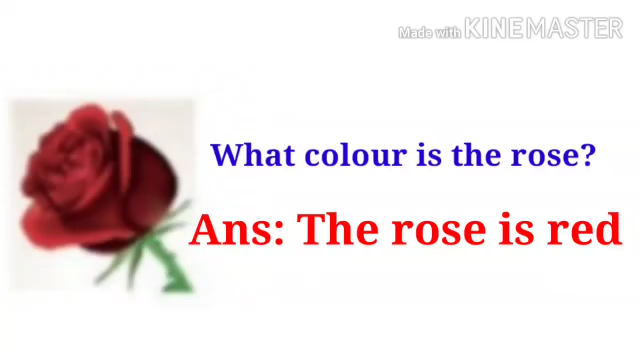 Made with KINEMASTER
What colour is the rose?
Ans: The rose is red